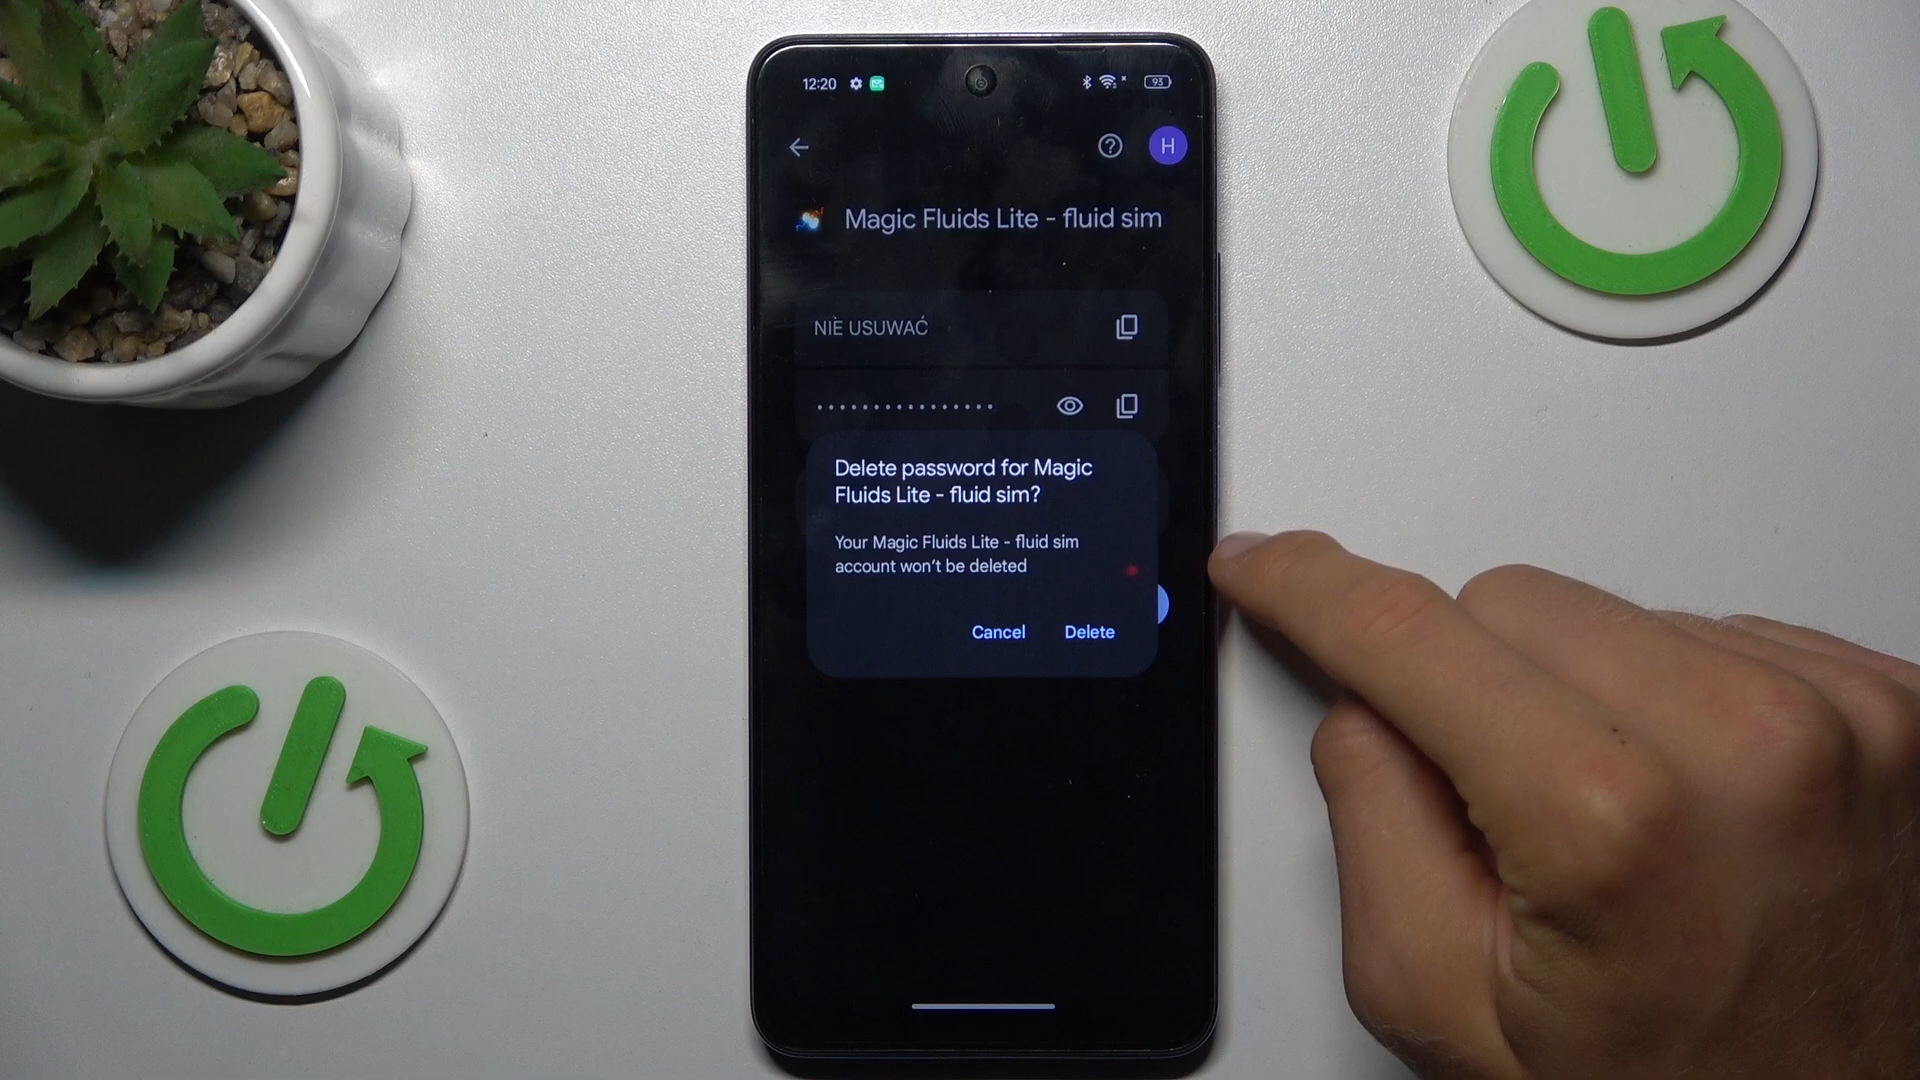 12:20
93
H
Magic Fluids Lite - fluid sim
NIE USUWAĆ
Delete password for Magic
Fluids Lite - fluid sim?
Your Magic Fluids Lite - fluid sim
account won't be deleted
Cancel Delete